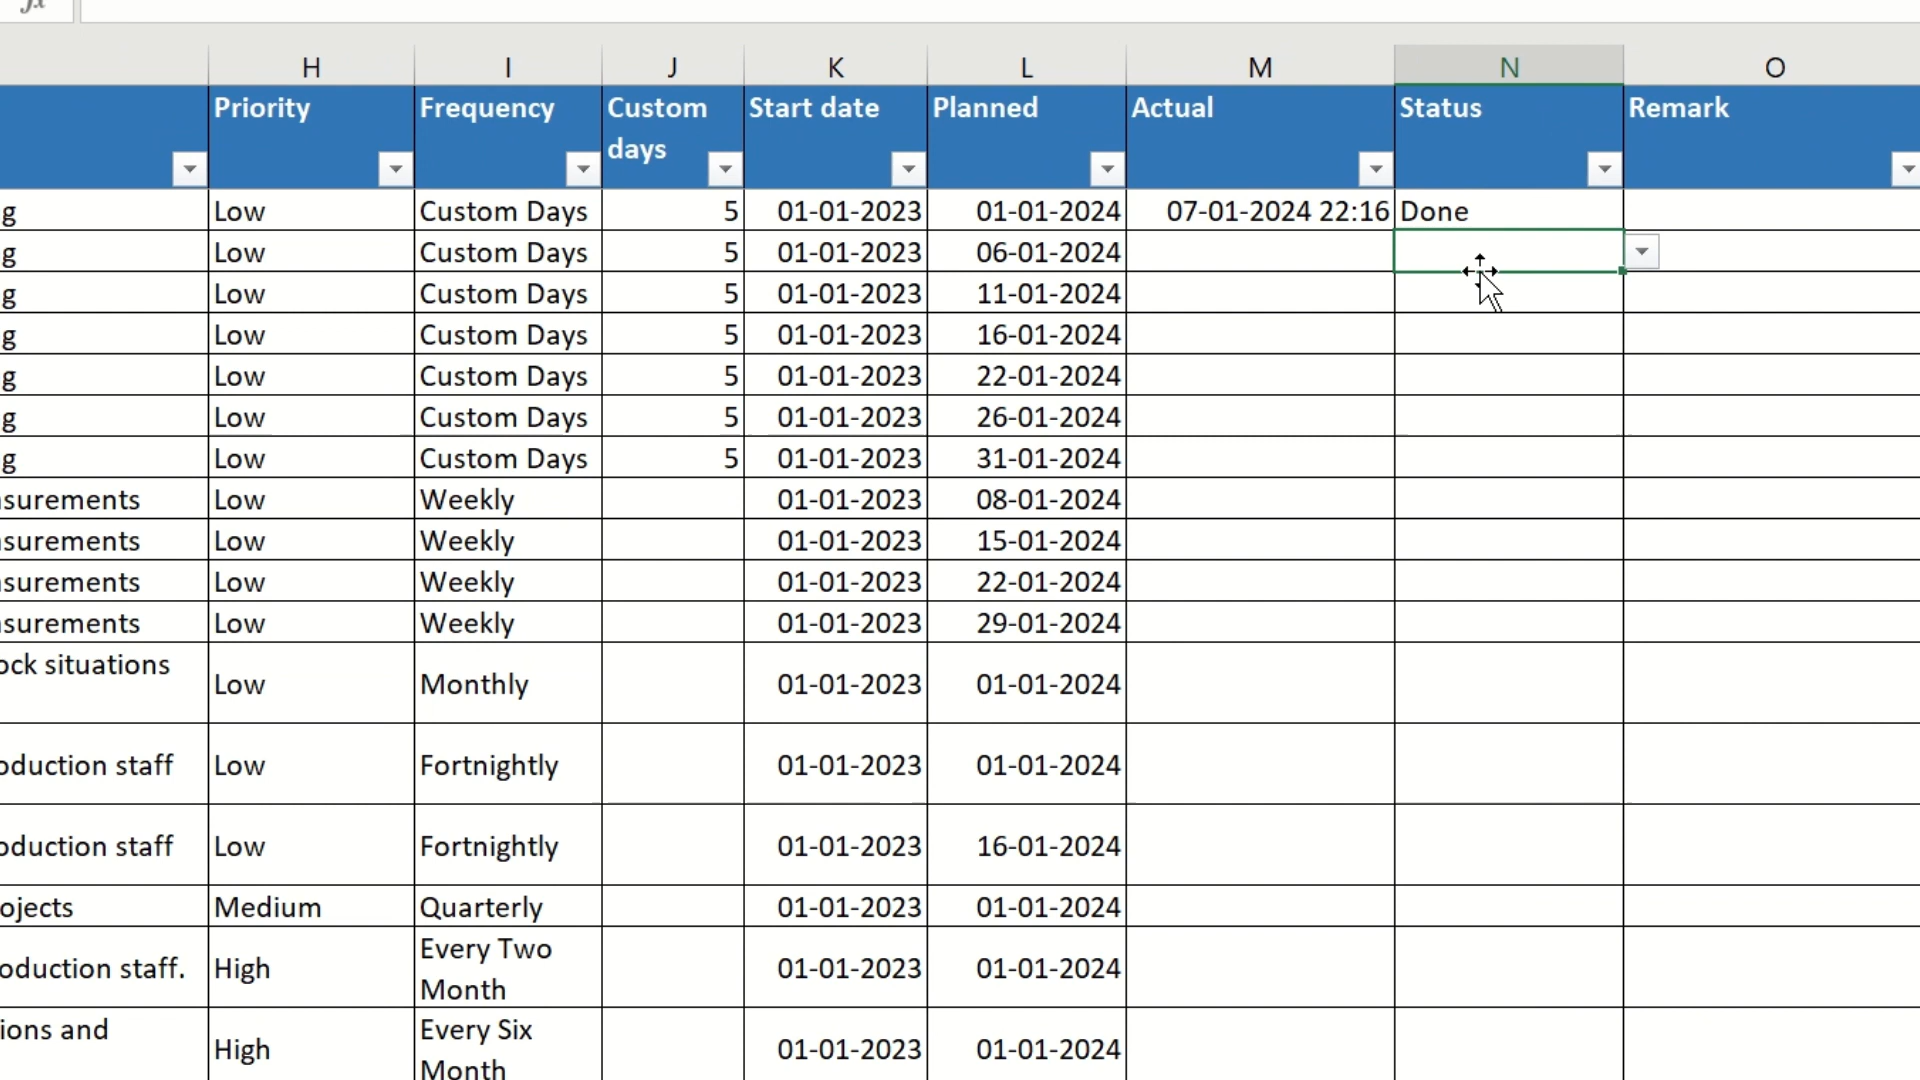 fx
H I J K L M N O
Priority Frequency Custom days Start date Planned Actual Status Remark
g Low Custom Days 5 01-01-2023 01-01-2024 07-01-2024 22:16 Done
g Low Custom Days 5 01-01-2023 06-01-2024
g Low Custom Days 5 01-01-2023 11-01-2024
g Low Custom Days 5 01-01-2023 16-01-2024
g Low Custom Days 5 01-01-2023 22-01-2024
g Low Custom Days 5 01-01-2023 26-01-2024
g Low Custom Days 5 01-01-2023 31-01-2024
surements Low Weekly 01-01-2023 08-01-2024
surements Low Weekly 01-01-2023 15-01-2024
surements Low Weekly 01-01-2023 22-01-2024
surements Low Weekly 01-01-2023 29-01-2024
ock situations Low Monthly 01-01-2023 01-01-2024
oduction staff Low Fortnightly 01-01-2023 01-01-2024
oduction staff Low Fortnightly 01-01-2023 16-01-2024
ojects Medium Quarterly 01-01-2023 01-01-2024
oduction staff. High Every Two Month 01-01-2023 01-01-2024
ions and High Every Six Month 01-01-2023 01-01-2024